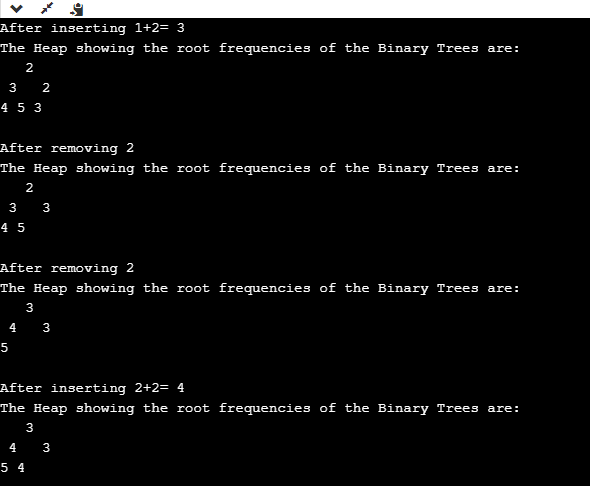 After inserting 1+2= 3
The Heap showing the root frequencies of the Binary Trees are:
2
3 2
4 5 3
After removing 2
The Heap showing the root frequencies of the Binary Trees are:
2
3 3
4 5
After removing 2
The Heap showing the root frequencies of the Binary Trees are:
3
4 3
5
After inserting 2+2= 4
The Heap showing the root frequencies of the Binary Trees are:
3
4 3
5 4